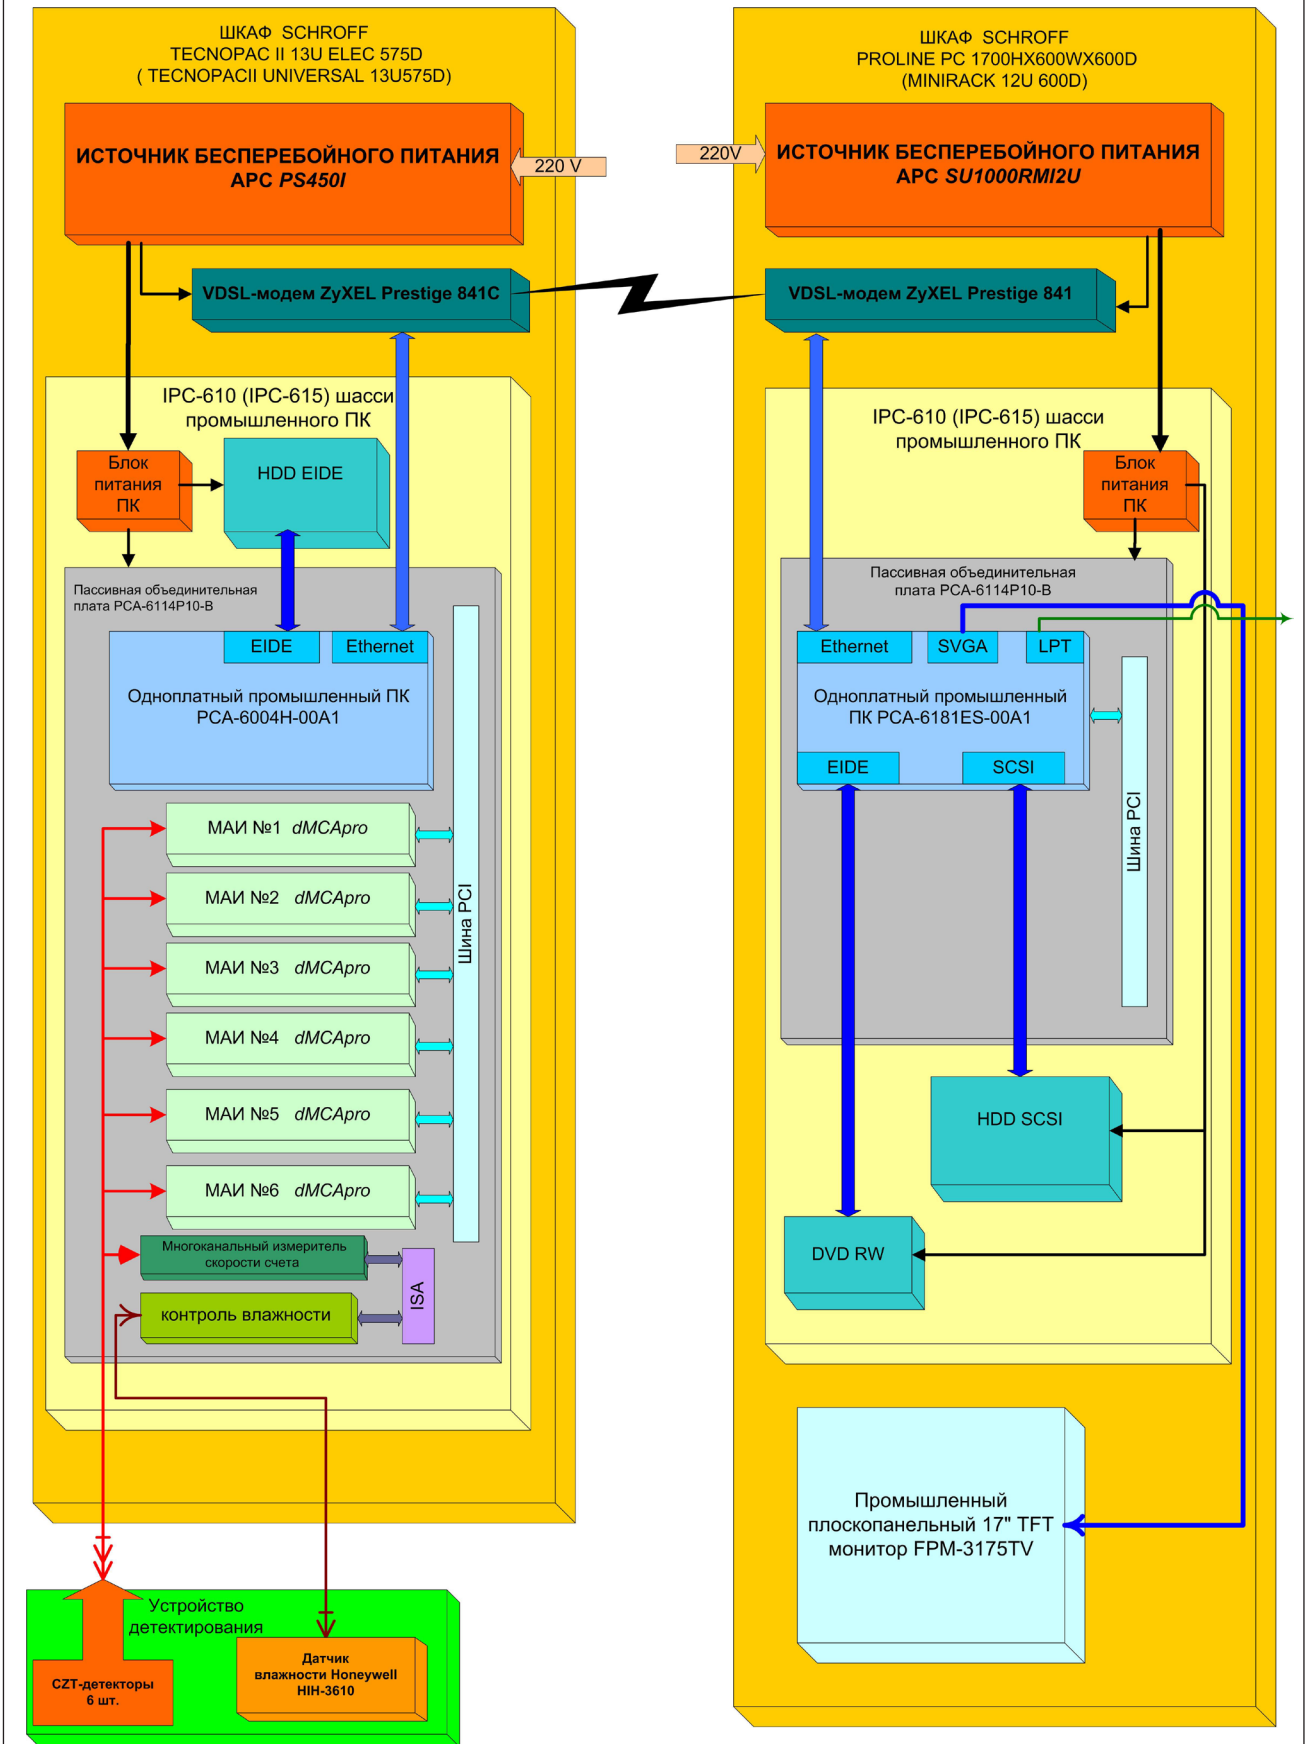 ШКАФ SCHROFF
TECNOPAC II 13U ELEC 575D
( TECNOPACII UNIVERSAL 13U575D)
ИСТОЧНИК БЕСПЕРЕБОЙНОГО ПИТАНИЯ
APC PS450I
220 V
VDSL-модем ZyXEL Prestige 841C
IPC-610 (IPC-615) шасси
промышленного ПК
Блок
питания
ПК
HDD EIDE
Пассивная объединительная
плата PCA-6114P10-B
EIDE
Ethernet
Одноплатный промышленный ПК
PCA-6004H-00A1
МАИ №1 dMCApro
МАИ №2 dMCApro
МАИ №3 dMCApro
МАИ №4 dMCApro
МАИ №5 dMCApro
МАИ №6 dMCApro
Шина PCI
Многоканальный измеритель
скорости счета
контроль влажности
ISA
Устройство
детектирования
CZT-детекторы
6 шт.
Датчик
влажности Honeywell
HIH-3610
ШКАФ SCHROFF
PROLINE PC 1700HX600WX600D
(MINIRACK 12U 600D)
220V
ИСТОЧНИК БЕСПЕРЕБОЙНОГО ПИТАНИЯ
APC SU1000RMI2U
VDSL-модем ZyXEL Prestige 841
IPC-610 (IPC-615) шасси
промышленного ПК
Блок
питания
ПК
Пассивная объединительная
плата PCA-6114P10-B
Ethernet
SVGA
LPT
Одноплатный промышленный
ПК PCA-6181ES-00A1
EIDE
SCSI
Шина PCI
HDD SCSI
DVD RW
Промышленный
плоскопанельный 17" TFT
монитор FPM-3175TV